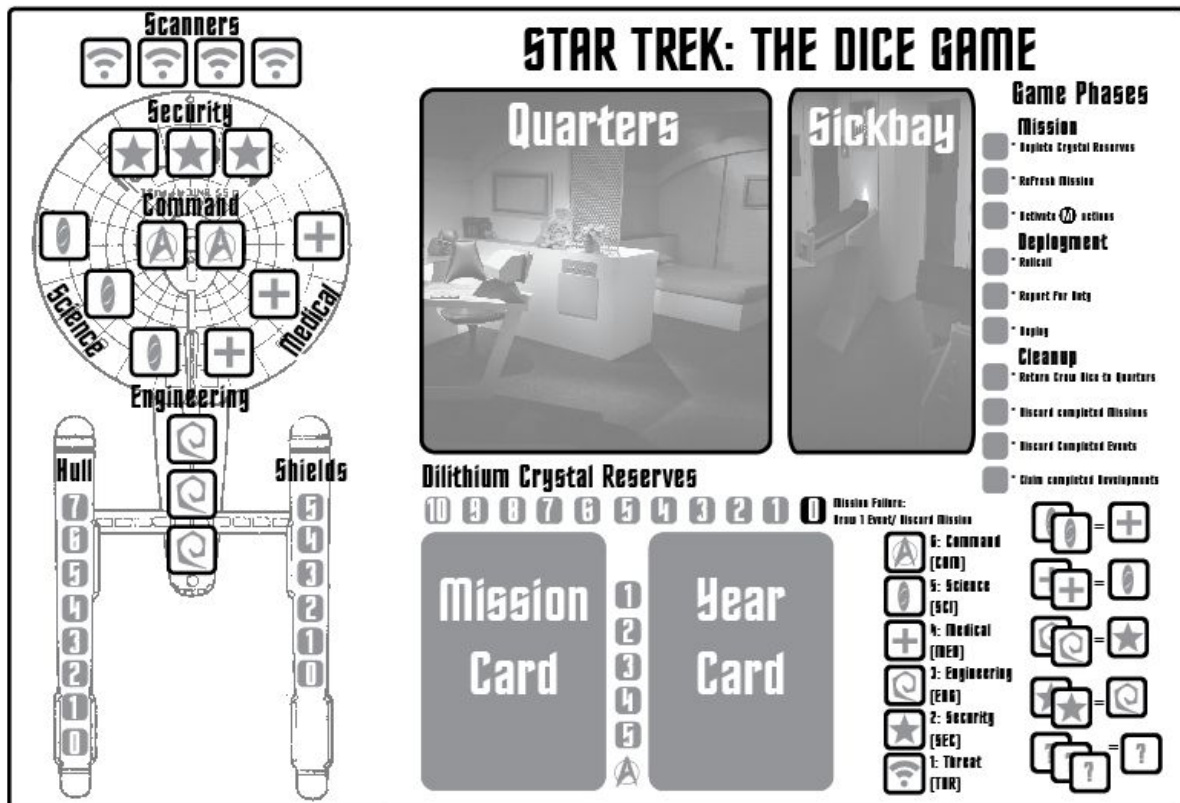 STAR TREK: THE DICE GAME
Scanners
Security
Command
Science
Medical
Engineering
Hull
7
6
5
4
3
2
1
0
Shields
5
4
3
2
1
0
Quarters
Sickbay
Game Phases
Mission
* Deplete Crystal Reserves
* Refresh Mission
* Activate M actions
Deployment
* Rollcall
* Report For Duty
* Deploy
Cleanup
* Return Crew Dice to Quarters
* Discard completed Missions
* Discard Completed Events
* Claim completed Developments
Dilithium Crystal Reserves
10 9 8 7 6 5 4 3 2 1 0
Mission Failure:
Draw 1 Event/ Discard Mission
Mission
Card
1
2
3
4
5
Year
Card
6: Command
(COM)
5: Science
(SCI)
4: Medical
(MED)
3: Engineering
(ENG)
2: Security
(SEC)
1: Threat
(THR)
=
=
=
=
? ? ? = ?